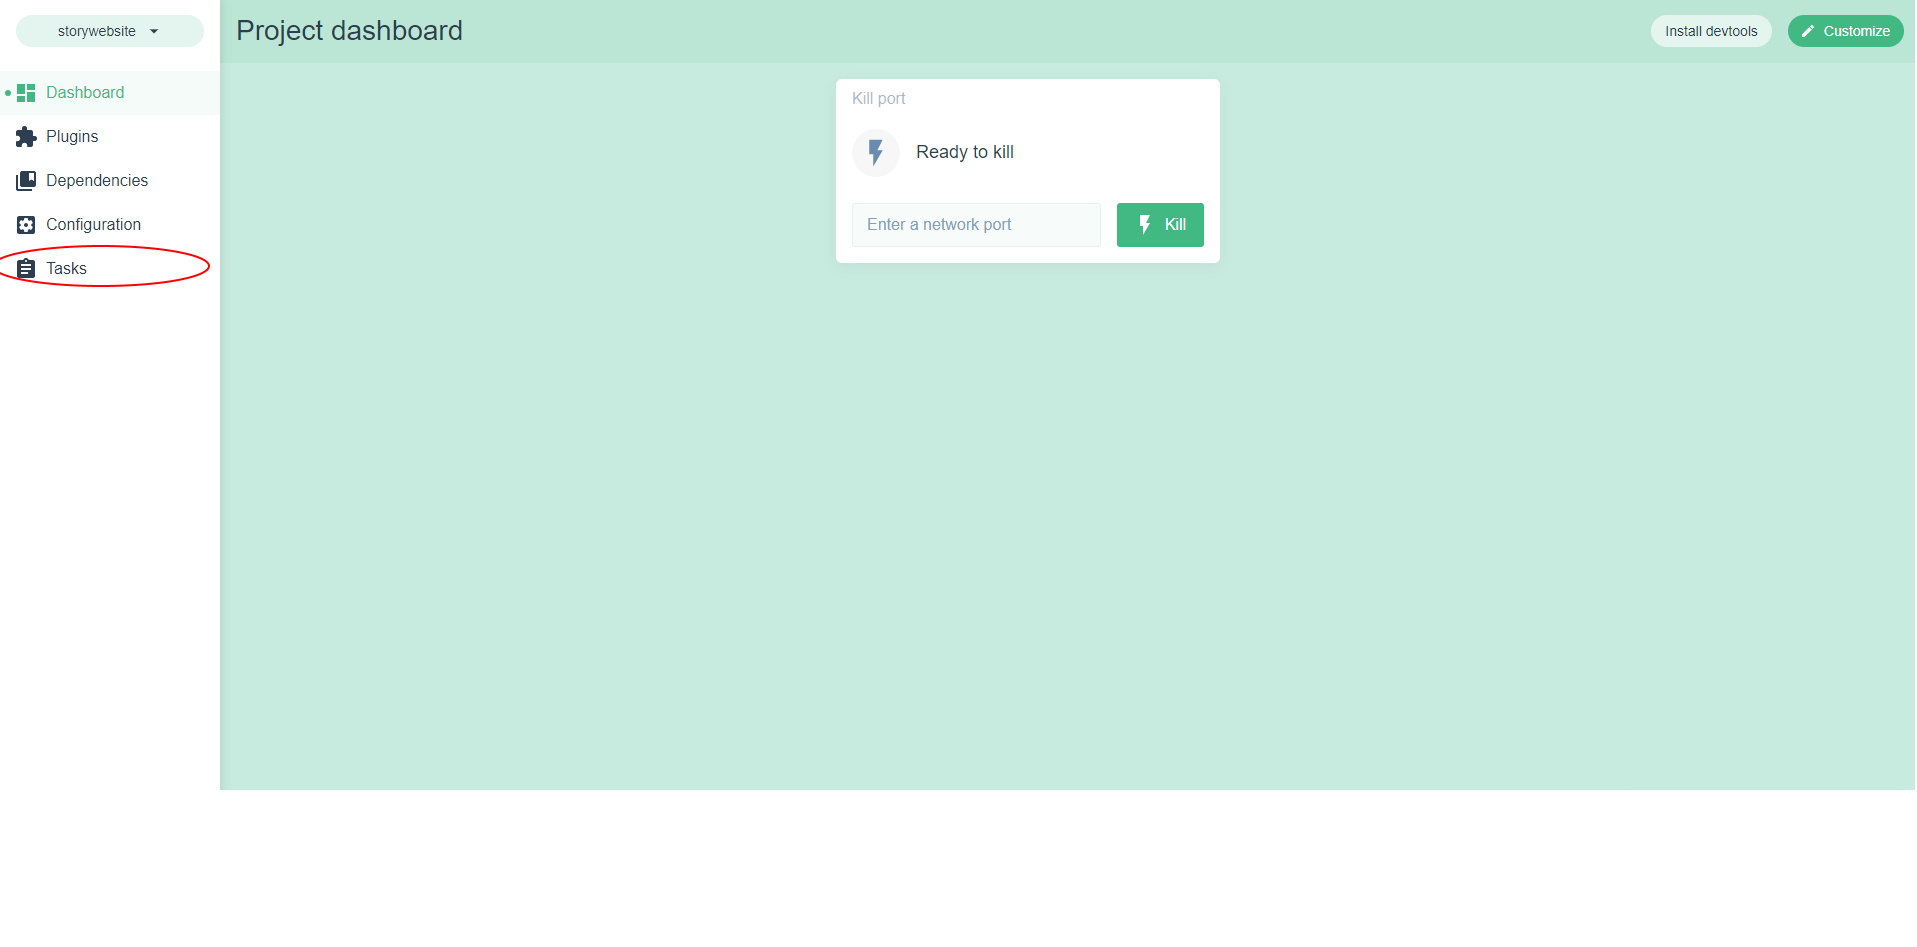 storywebsite
Project dashboard
Install devtools
Customize
Dashboard
Plugins
Dependencies
Configuration
Tasks
Kill port
Ready to kill
Enter a network port
Kill